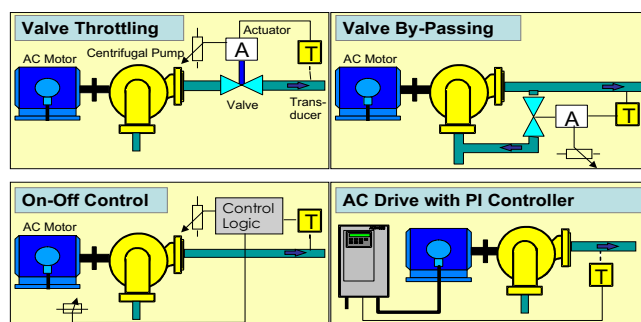 Valve Throttling
Actuator
Centrifugal Pump
A
T
AC Motor
Valve
Trans-
ducer
Valve By-Passing
AC Motor
A
T
On-Off Control
AC Motor
Control
Logic
T
AC Drive with PI Controller
T